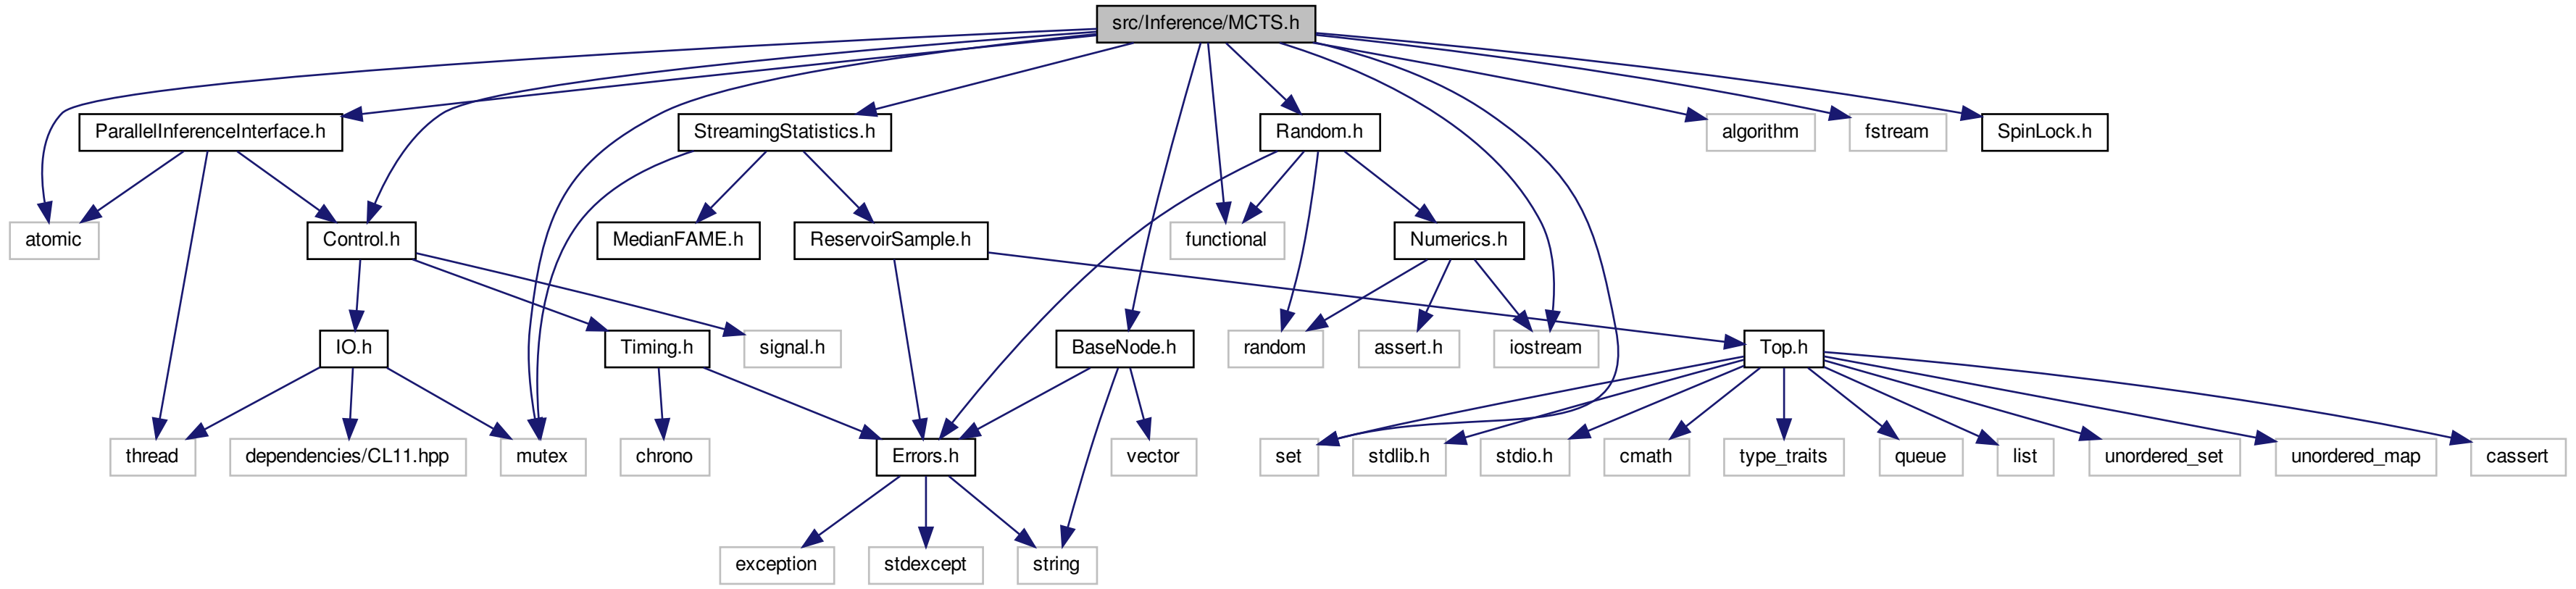 src/Inference/MCTS.h
ParallelInferenceInterface.h
StreamingStatistics.h
Random.h
algorithm
fstream
SpinLock.h
atomic
Control.h
MedianFAME.h
ReservoirSample.h
functional
Numerics.h
IO.h
Timing.h
signal.h
BaseNode.h
random
assert.h
iostream
Top.h
thread
dependencies/CL11.hpp
mutex
chrono
Errors.h
vector
set
stdlib.h
stdio.h
cmath
type_traits
queue
list
unordered_set
unordered_map
cassert
exception
stdexcept
string